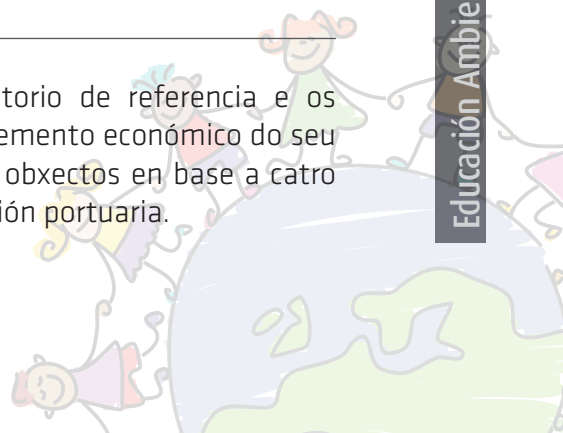 torio de referencia e os
emento económico do seu
obxectos en base a catro
ión portuaria.
Educación Ambie